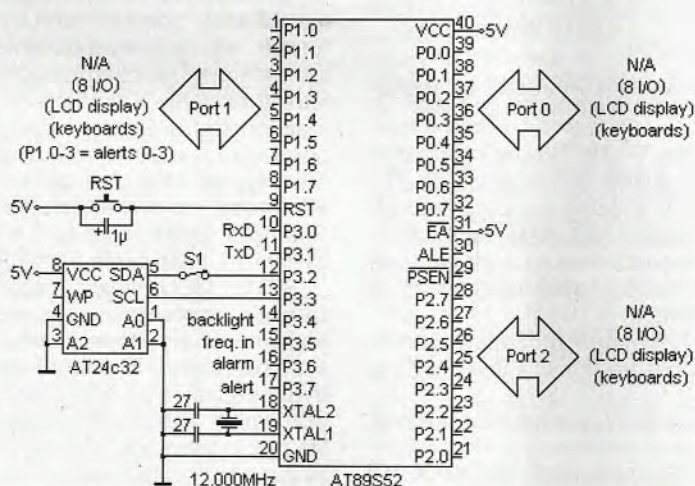 1 P1.0 VCC 40 5V
2 P1.1 P0.0 39
3 P1.2 P0.1 38
4 P1.3 P0.2 37
5 P1.4 P0.3 36
6 P1.5 P0.4 35
7 P1.6 P0.5 34
8 P1.7 P0.6 33
9 RST P0.7 32
10 P3.0 EA 31 5V
11 P3.1 ALE 30
12 P3.2 PSEN 29
13 P3.3 P2.7 28
14 P3.4 P2.6 27
15 P3.5 P2.5 26
16 P3.6 P2.4 25
17 P3.7 P2.3 24
18 XTAL2 P2.2 23
19 XTAL1 P2.1 22
20 GND P2.0 21
AT89S52
N/A
(8 I/O)
(LCD display)
(keyboards)
(P1.0-3 = alerts 0-3)
Port 1
N/A
(8 I/O)
(LCD display)
(keyboards)
Port 0
N/A
(8 I/O)
(LCD display)
(keyboards)
Port 2
RST
5V
+
1µ
RxD
TxD
S1
5V
8 VCC SDA 5
7 WP SCL 6
4 GND A0 1
3 A2 A1 2
AT24c32
backlight
freq. in
alarm
alert
27
27
12.000MHz